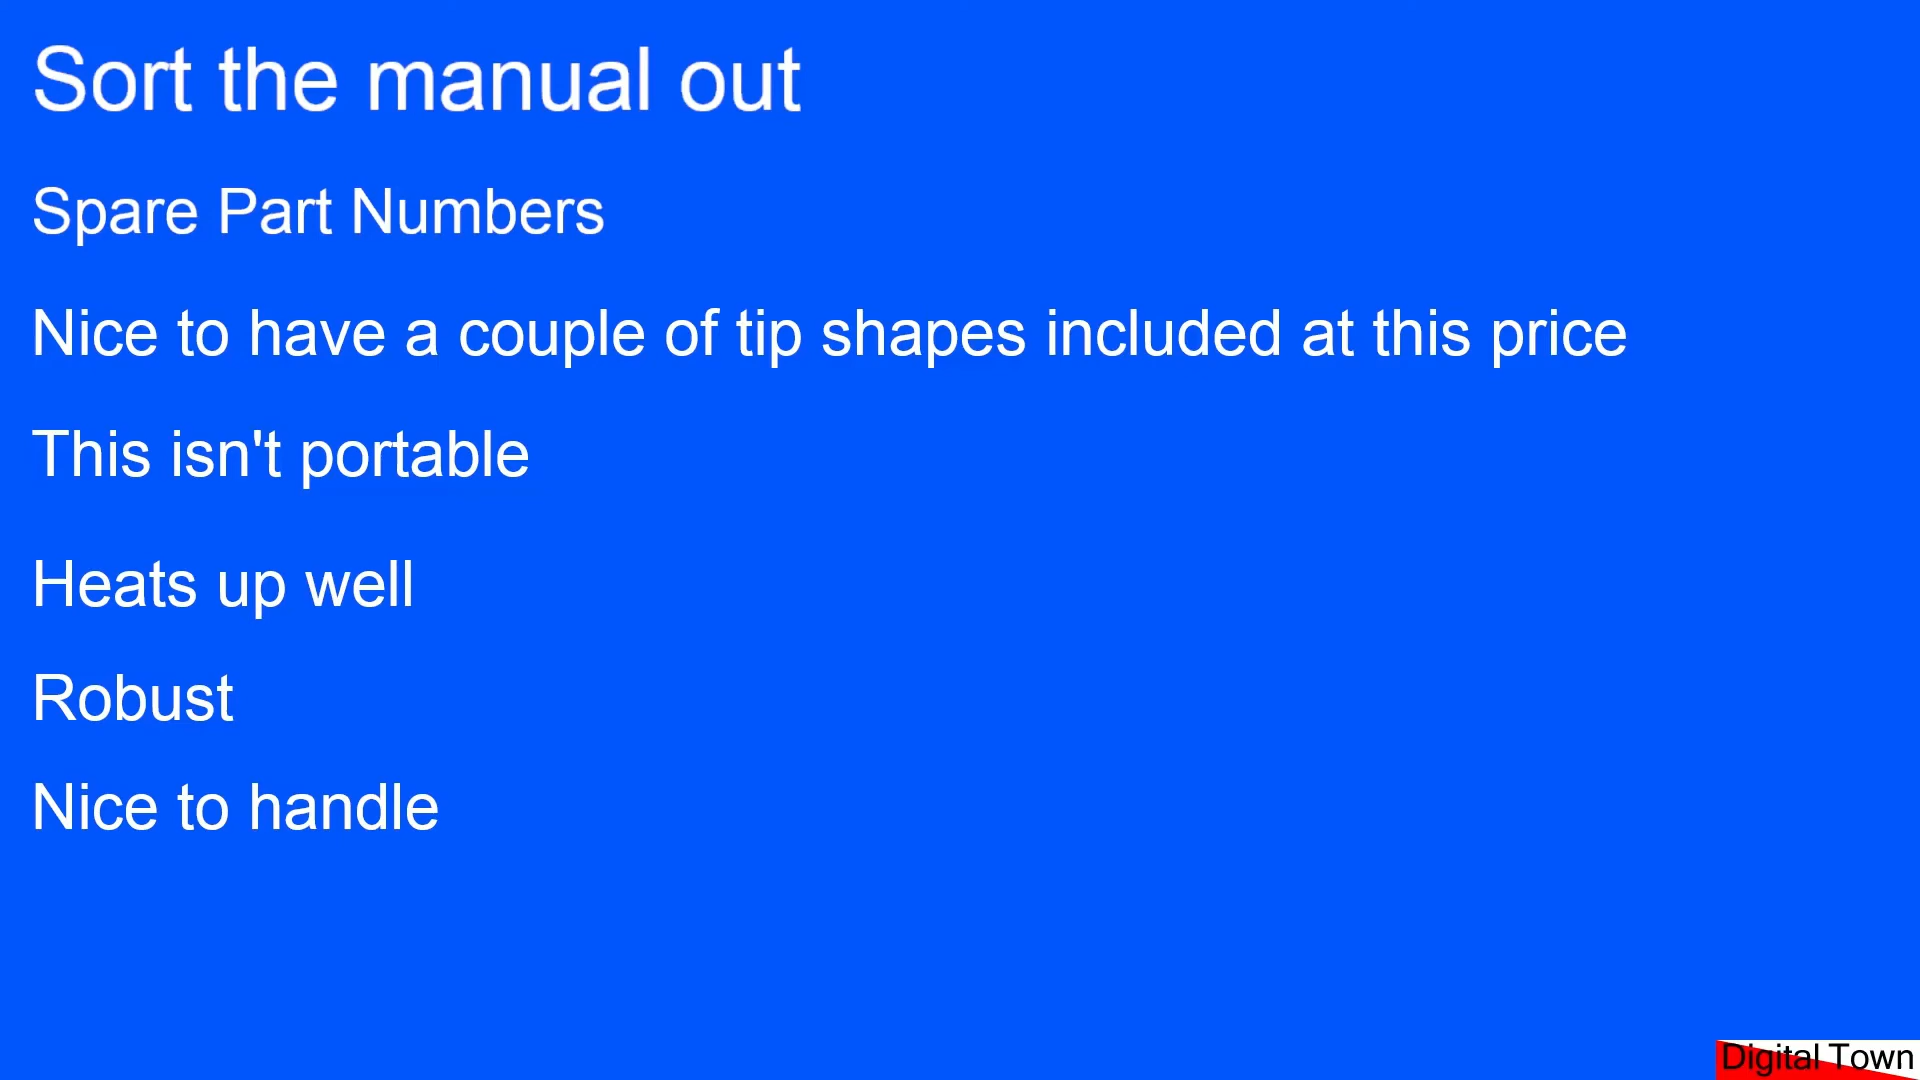 Sort the manual out
Spare Part Numbers
Nice to have a couple of tip shapes included at this price
This isn't portable
Heats up well
Robust
Nice to handle
Digital Town